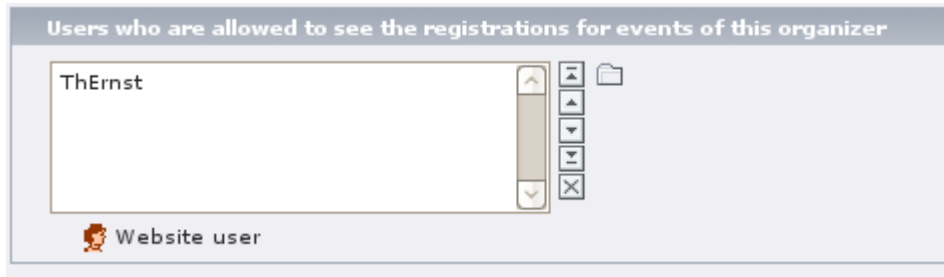 Users who are allowed to see the registrations for events of this organizer
ThErnst
Website user